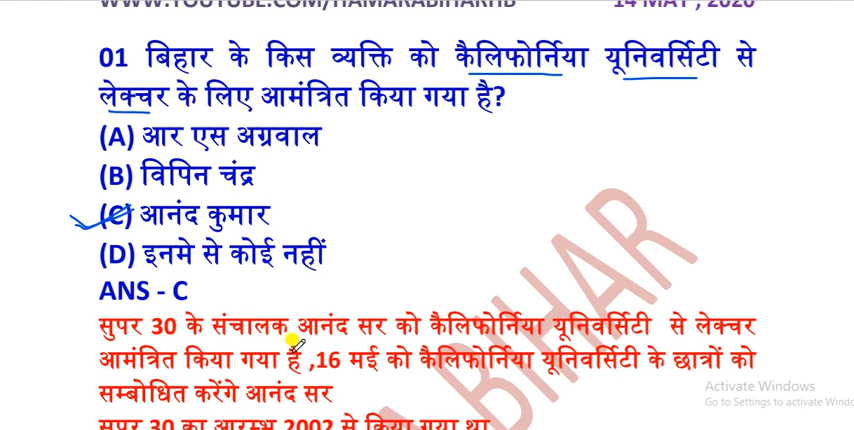 WWW.YOUTUBE.COM/HAMARABIHARHB 14 MAY , 2020
01 बिहार के किस व्यक्ति को कैलिफोर्निया यूनिवर्सिटी से
लेक्चर के लिए आमंत्रित किया गया है?
(A) आर एस अग्रवाल
(B) विपिन चंद्र
(C) आनंद कुमार
(D) इनमे से कोई नहीं
ANS - C
सुपर 30 के संचालक आनंद सर को कैलिफोर्निया यूनिवर्सिटी से लेक्चर
आमंत्रित किया गया है ,16 मई को कैलिफोर्निया यूनिवर्सिटी के छात्रों को
सम्बोधित करेंगे आनंद सर
सुपर 30 का आरम्भ 2002 से किया गया था
BIHAR
Activate Windows
Go to Settings to activate Windo